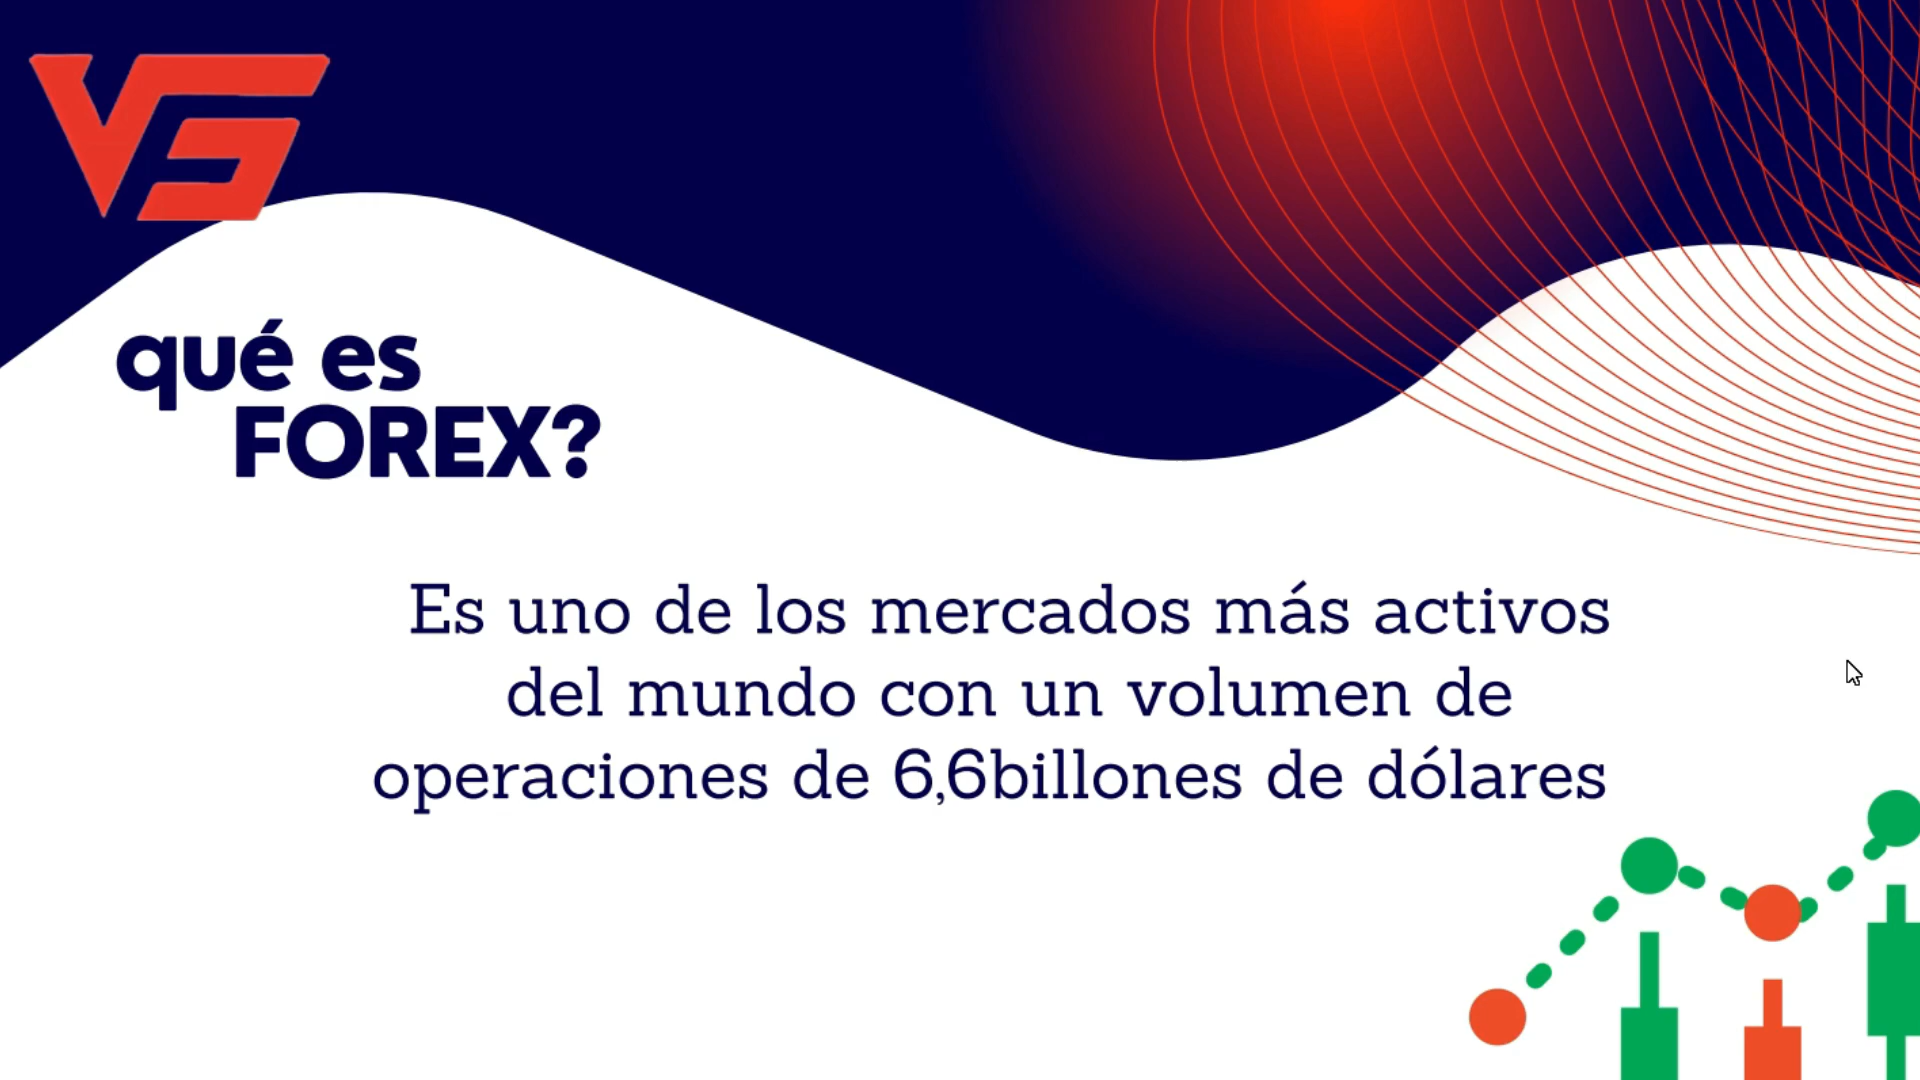 VS
qué es
FOREX?
Es uno de los mercados más activos
del mundo con un volumen de
operaciones de 6,6billones de dólares